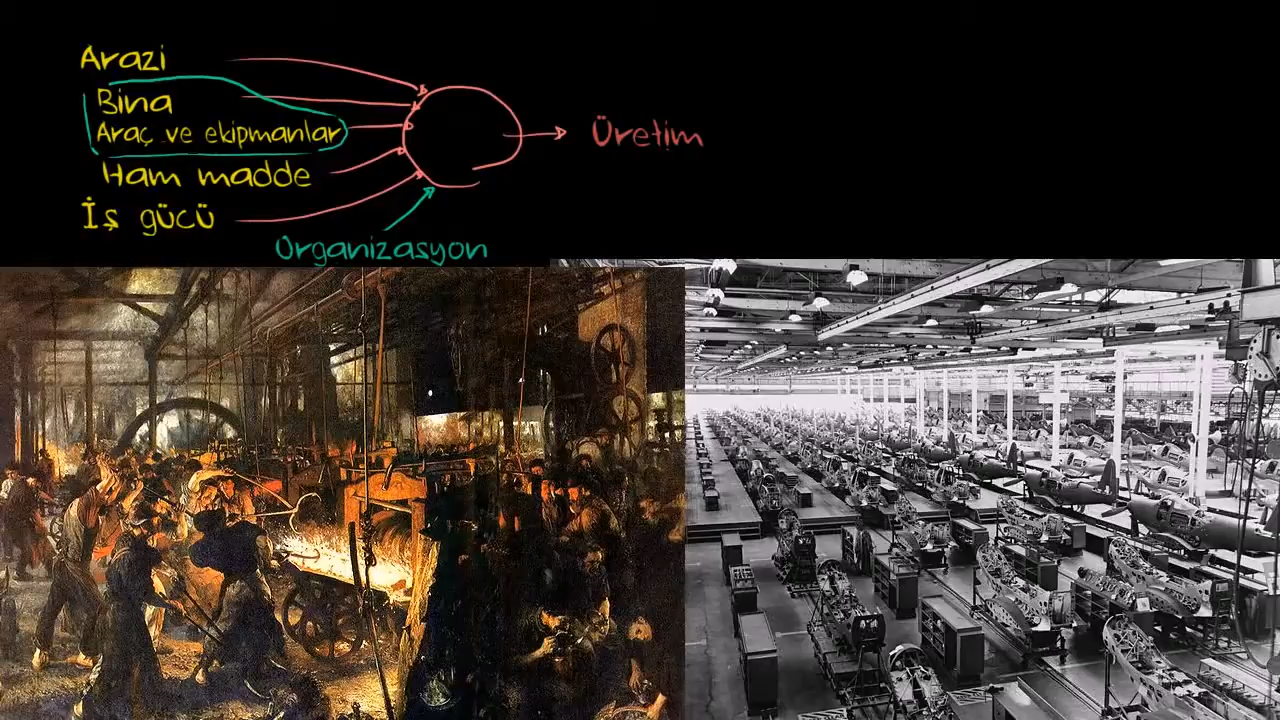 Arazi
Bina
Araç ve ekipmanlar
Ham madde
İş gücü
Organizasyon
Üretim